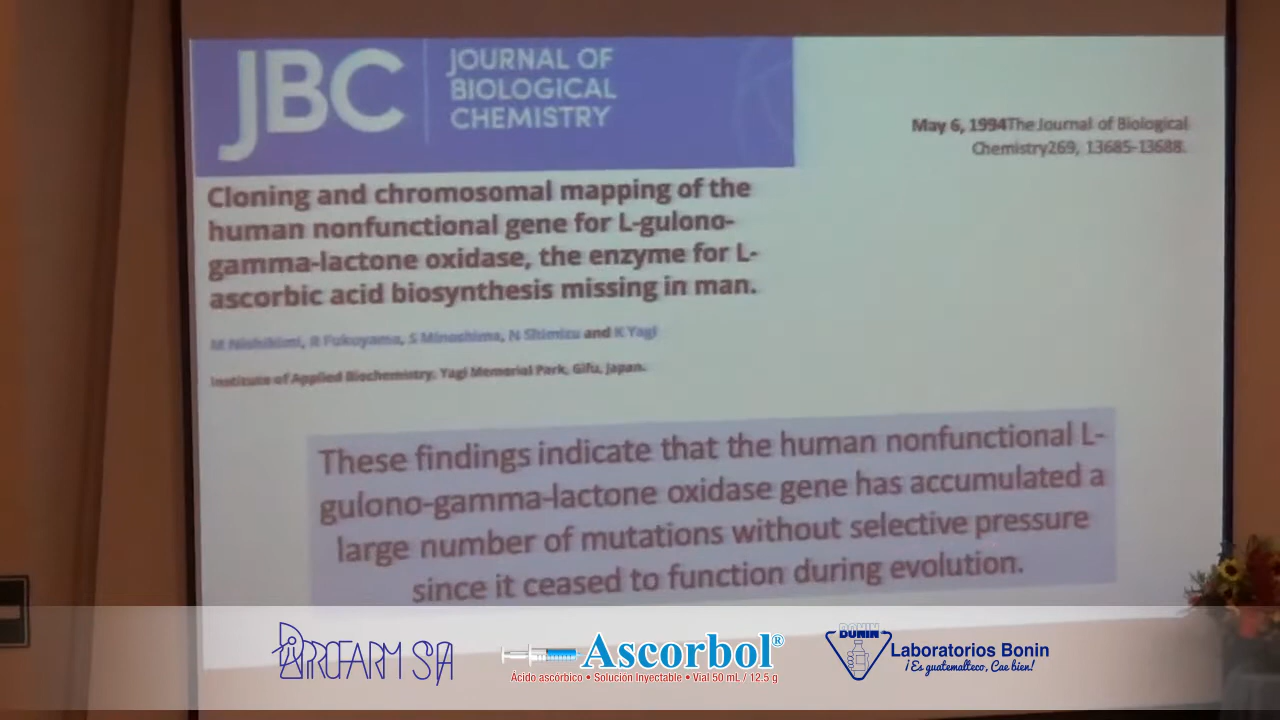 JBC
JOURNAL OF
BIOLOGICAL
CHEMISTRY
May 6, 1994The Journal of Biological
Chemistry269, 13685-13688.
Cloning and chromosomal mapping of the
human nonfunctional gene for L-gulono-
gamma-lactone oxidase, the enzyme for L-
ascorbic acid biosynthesis missing in man.
M Nishikimi, R Fukuyama, S Minoshima, N Shimizu and K Yagi
Institute of Applied Biochemistry, Yagi Memorial Park, Gifu, Japan.
These findings indicate that the human nonfunctional L-
gulono-gamma-lactone oxidase gene has accumulated a
large number of mutations without selective pressure
since it ceased to function during evolution.
Ascorbol®
Ácido ascórbico • Solución Inyectable • Vial 50 mL / 12.5 g
BONIN
Laboratorios Bonin
¡Es guatemalteco, Cae bien!